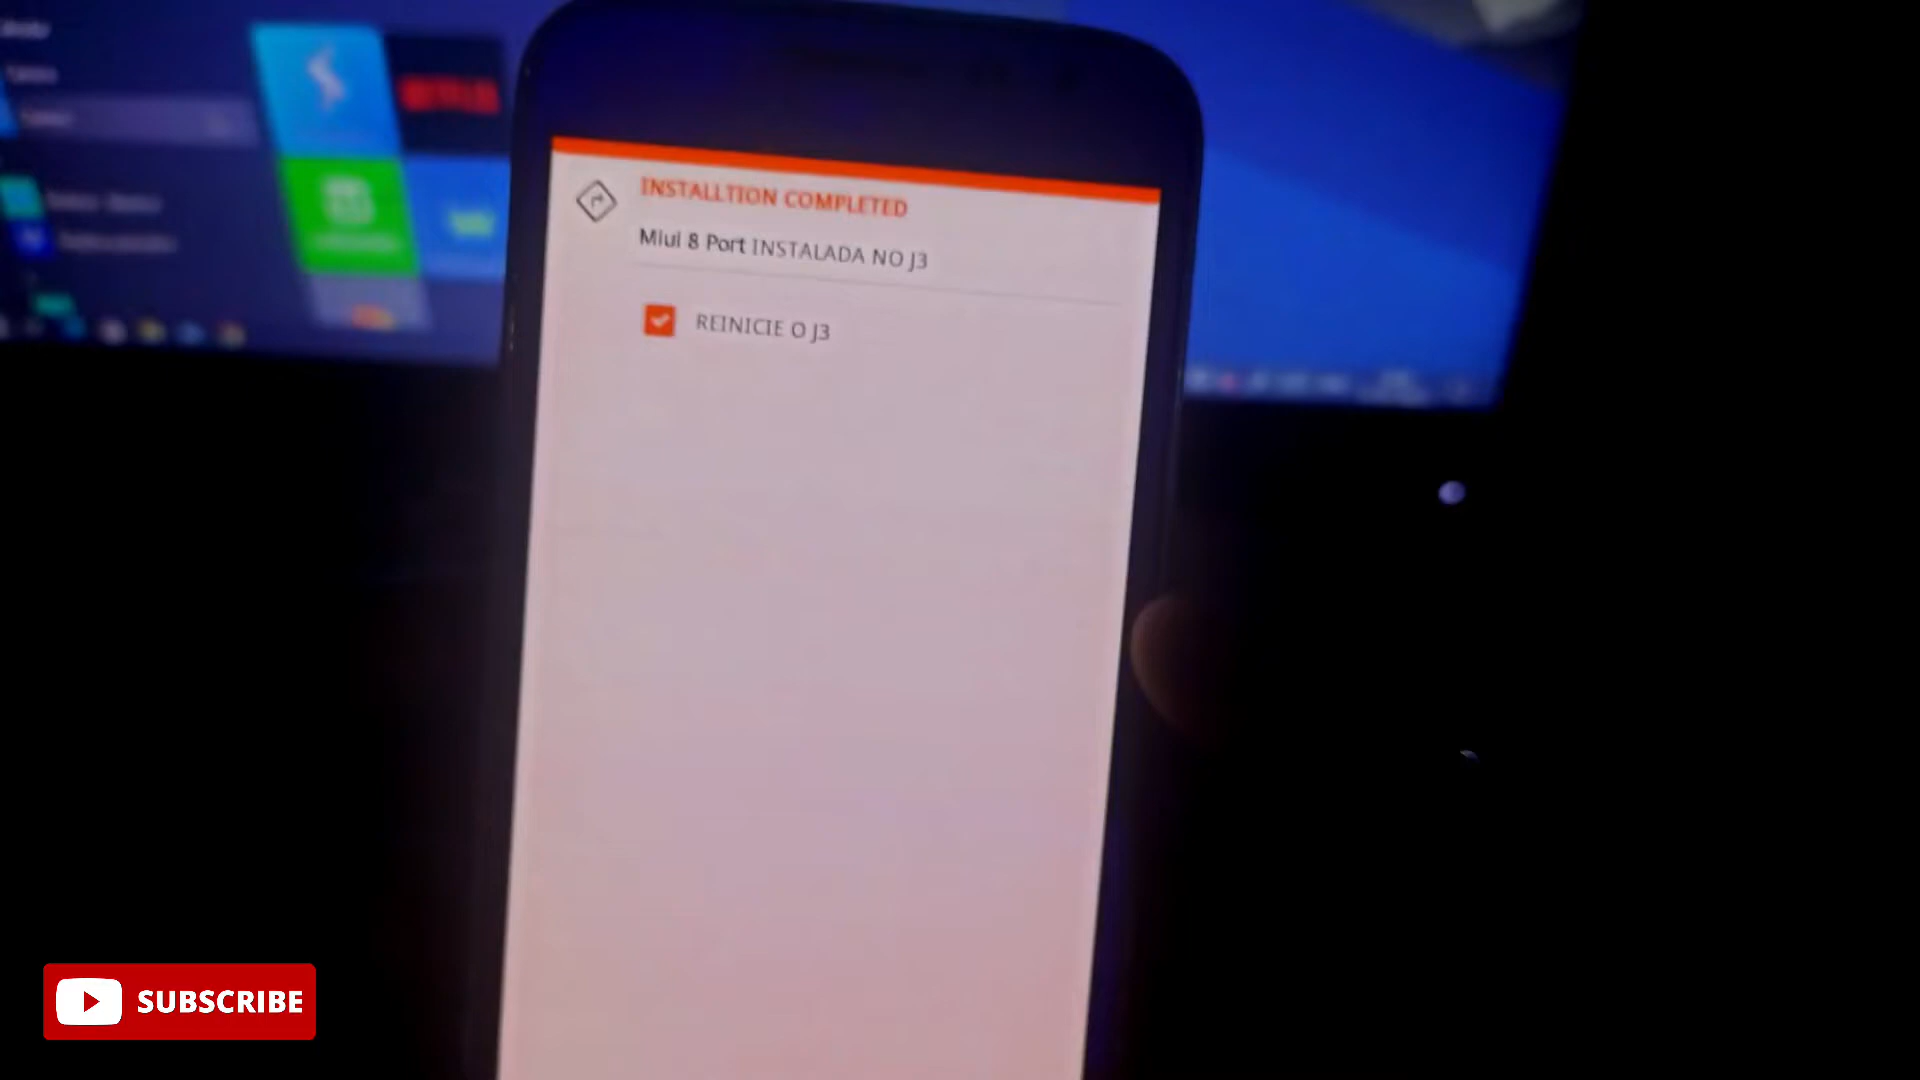 INSTALLTION COMPLETED
Miui 8 Port INSTALADA NO J3
REINICIE O J3
SUBSCRIBE